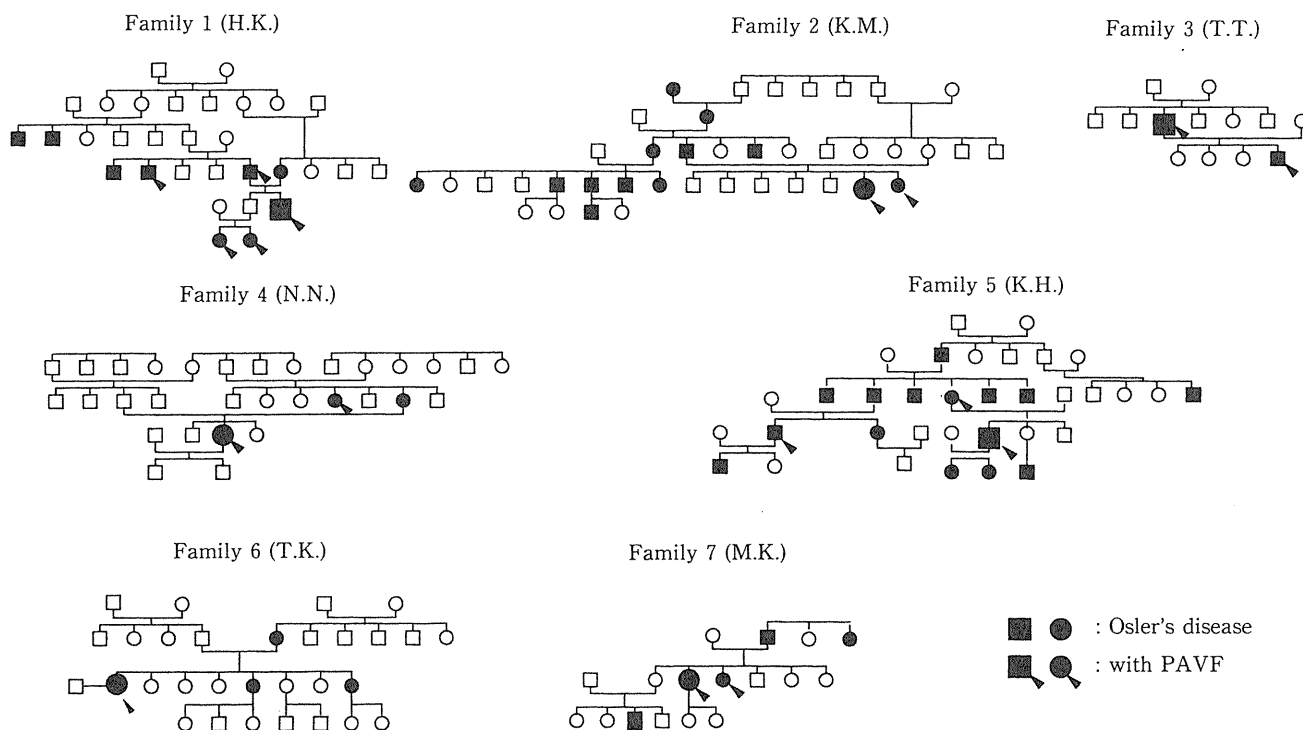 Family 1 (H.K.)
Family 2 (K.M.)
Family 3 (T.T.)
Family 4 (N.N.)
Family 5 (K.H.)
Family 6 (T.K.)
Family 7 (M.K.)
: Osler's disease
: with PAVF